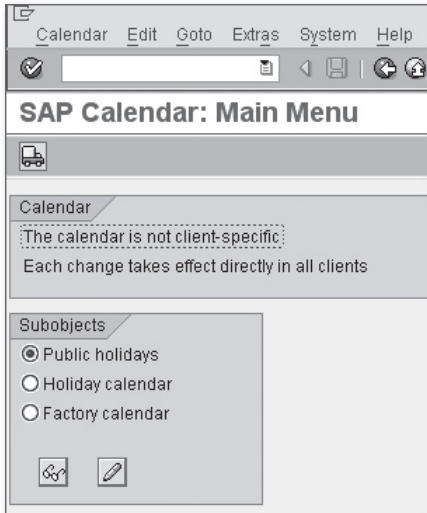 Calendar Edit Goto Extras System Help
SAP Calendar: Main Menu
Calendar
The calendar is not client-specific
Each change takes effect directly in all clients
Subobjects
Public holidays
Holiday calendar
Factory calendar